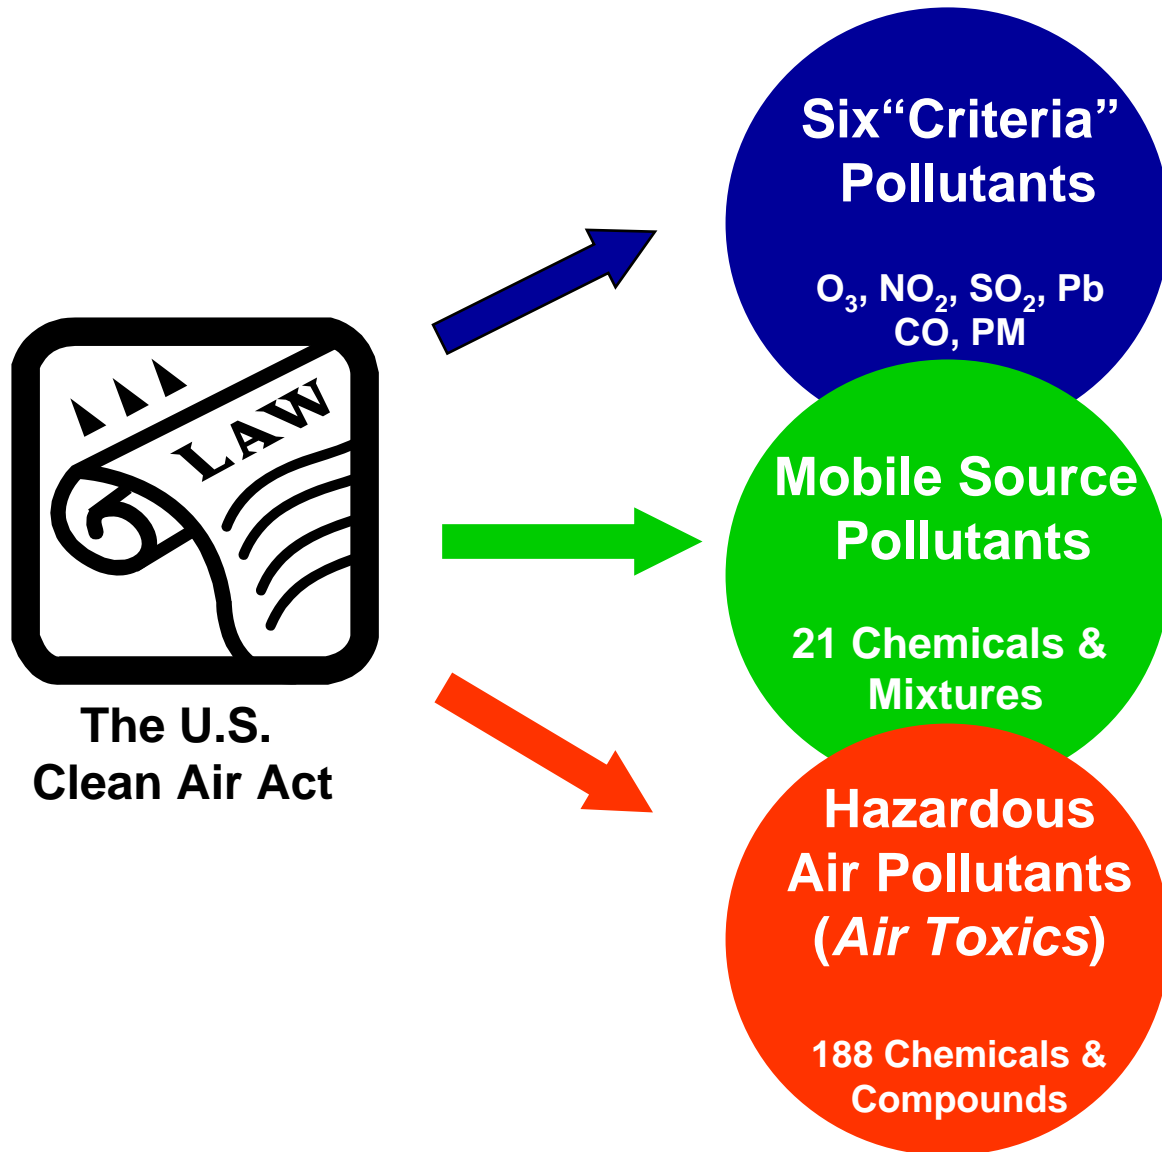 LAW
The U.S.
Clean Air Act
Six“Criteria”
Pollutants
O₃, NO₂, SO₂, Pb
CO, PM
Mobile Source
Pollutants
21 Chemicals &
Mixtures
Hazardous
Air Pollutants
(Air Toxics)
188 Chemicals &
Compounds